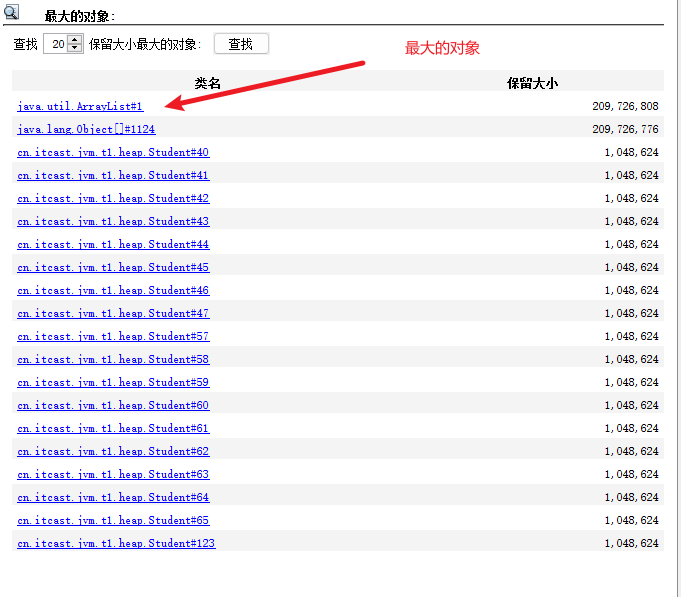 最大的对象:
查找 20 保留大小最大的对象: 查找
最大的对象
类名 保留大小
java.util.ArrayList#1 209,726,808
java.lang.Object[]#1124 209,726,776
cn.itcast.jvm.t1.heap.Student#40 1,048,624
cn.itcast.jvm.t1.heap.Student#41 1,048,624
cn.itcast.jvm.t1.heap.Student#42 1,048,624
cn.itcast.jvm.t1.heap.Student#43 1,048,624
cn.itcast.jvm.t1.heap.Student#44 1,048,624
cn.itcast.jvm.t1.heap.Student#45 1,048,624
cn.itcast.jvm.t1.heap.Student#46 1,048,624
cn.itcast.jvm.t1.heap.Student#47 1,048,624
cn.itcast.jvm.t1.heap.Student#57 1,048,624
cn.itcast.jvm.t1.heap.Student#58 1,048,624
cn.itcast.jvm.t1.heap.Student#59 1,048,624
cn.itcast.jvm.t1.heap.Student#60 1,048,624
cn.itcast.jvm.t1.heap.Student#61 1,048,624
cn.itcast.jvm.t1.heap.Student#62 1,048,624
cn.itcast.jvm.t1.heap.Student#63 1,048,624
cn.itcast.jvm.t1.heap.Student#64 1,048,624
cn.itcast.jvm.t1.heap.Student#65 1,048,624
cn.itcast.jvm.t1.heap.Student#123 1,048,624